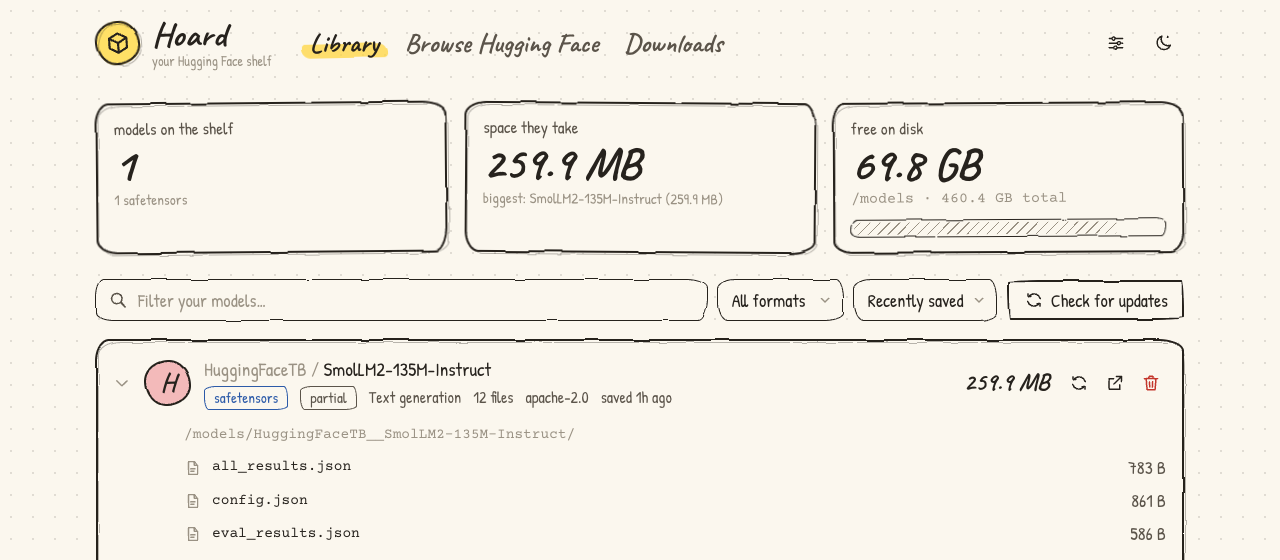 Hoard
your Hugging Face shelf
Library
Browse Hugging Face
Downloads
models on the shelf
1
1 safetensors
space they take
259.9 MB
biggest: SmolLM2-135M-Instruct (259.9 MB)
free on disk
69.8 GB
/models · 460.4 GB total
Filter your models...
All formats
Recently saved
Check for updates
H
HuggingFaceTB / SmolLM2-135M-Instruct
safetensors partial Text generation 12 files apache-2.0 saved 1h ago
259.9 MB
/models/HuggingFaceTB__SmolLM2-135M-Instruct/
all_results.json 783 B
config.json 861 B
eval_results.json 586 B